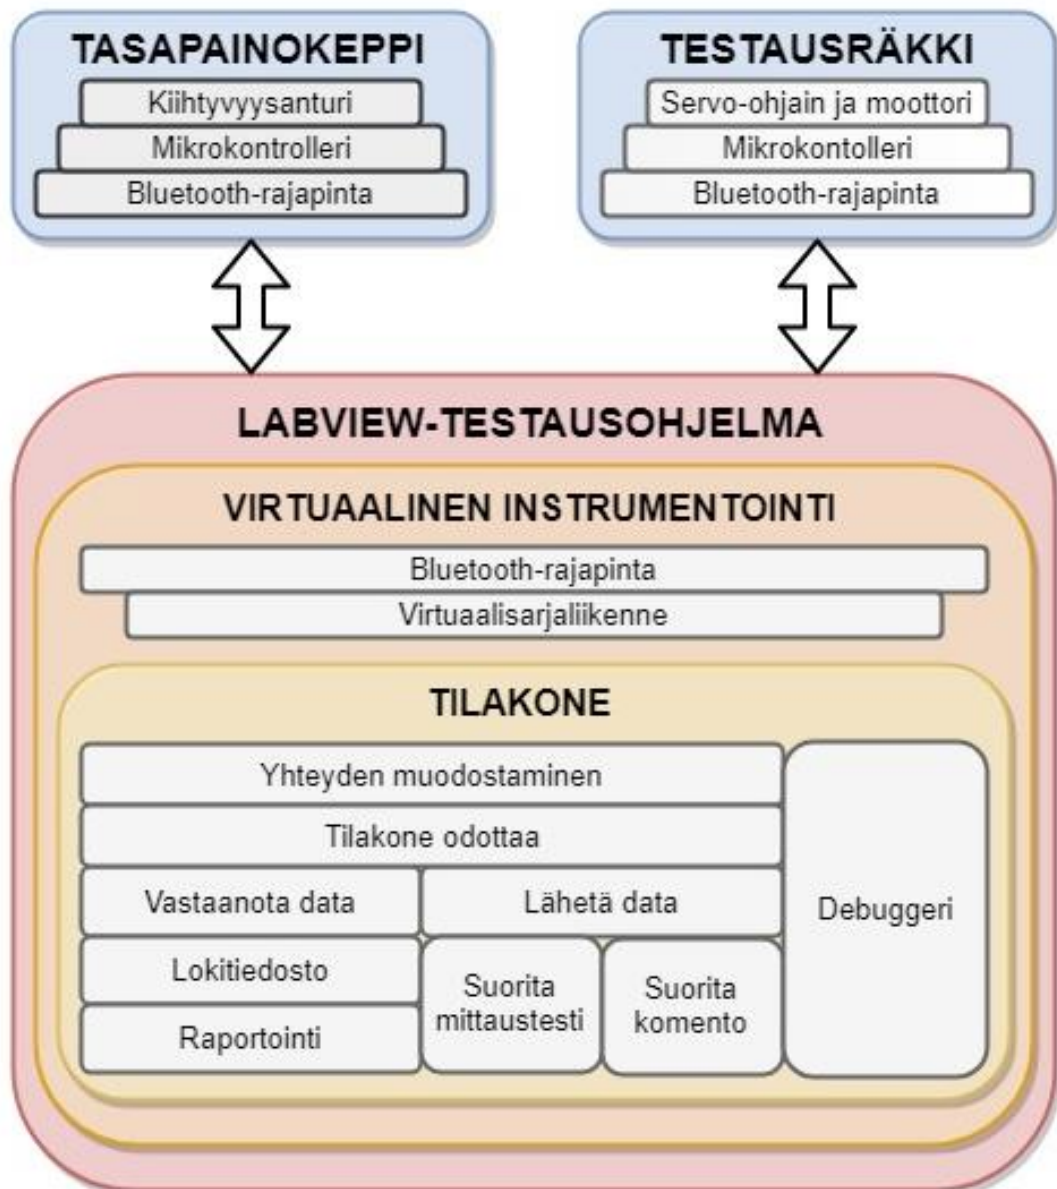 TASAPAINOKEPPI
Kiihtyvyysanturi
Mikrokontrolleri
Bluetooth-rajapinta
TESTAUSRÄKKI
Servo-ohjain ja moottori
Mikrokontolleri
Bluetooth-rajapinta
LABVIEW-TESTAUSOHJELMA
VIRTUAALINEN INSTRUMENTOINTI
Bluetooth-rajapinta
Virtuaalisarjaliikenne
TILAKONE
Yhteyden muodostaminen
Tilakone odottaa
Vastaanota data
Lähetä data
Lokitiedosto
Raportointi
Suorita
mittaustesti
Suorita
komento
Debuggeri